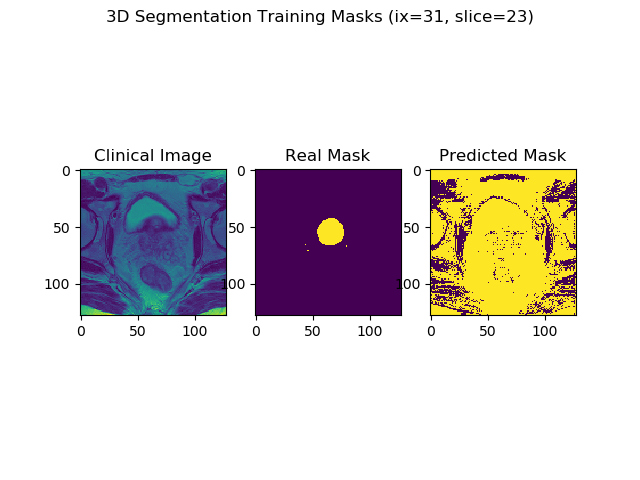 3D Segmentation Training Masks (ix=31, slice=23)
Clinical Image Real Mask Predicted Mask
0 0
50 50 50
100 100 100
0 50 100 0 50 100 0 50 100